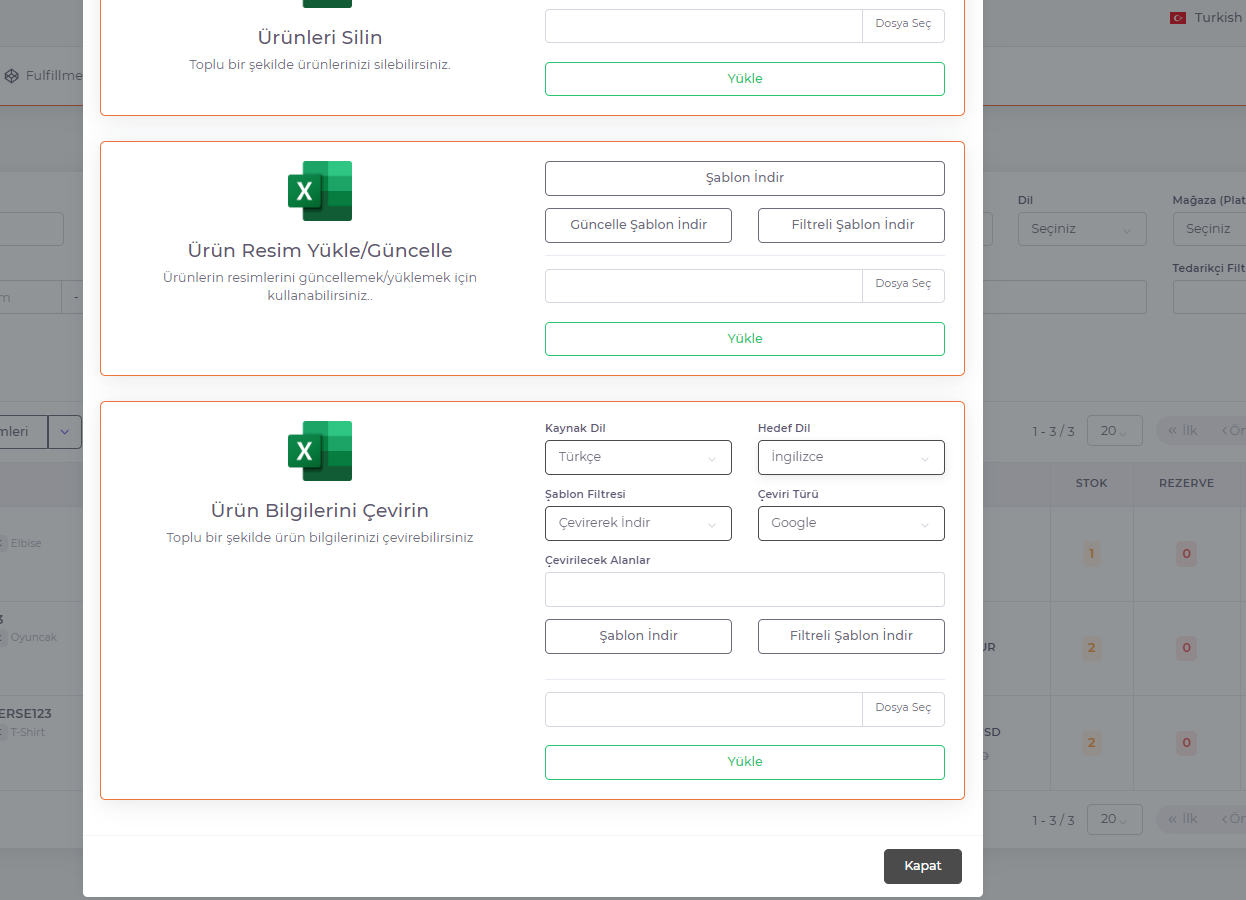 Turkish
Fulfillme
Ürünleri Silin
Toplu bir şekilde ürünlerinizi silebilirsiniz.
Dosya Seç
Yükle
X
Ürün Resim Yükle/Güncelle
Ürünlerin resimlerini güncellemek/yüklemek için
kullanabilirsiniz..
Şablon İndir
Güncelle Şablon İndir
Filtreli Şablon İndir
Dosya Seç
Yükle
Dil
Mağaza (Plat
Seçiniz
Seçiniz
Tedarikçi Filt
m
-
mleri
X
Ürün Bilgilerini Çevirin
Toplu bir şekilde ürün bilgilerinizi çevirebilirsiniz
Kaynak Dil
Hedef Dil
Türkçe
İngilizce
Şablon Filtresi
Çeviri Türü
Çevirerek İndir
Google
Çevirilecek Alanlar
Şablon İndir
Filtreli Şablon İndir
Dosya Seç
Yükle
1 - 3 / 3
20
« İlk
‹ Ön
STOK
REZERVE
Elbise
1
0
3
Oyuncak
UR
2
0
ERSE123
T-Shirt
SD
2
0
1 - 3 / 3
20
« İlk
‹ Ön
Kapat